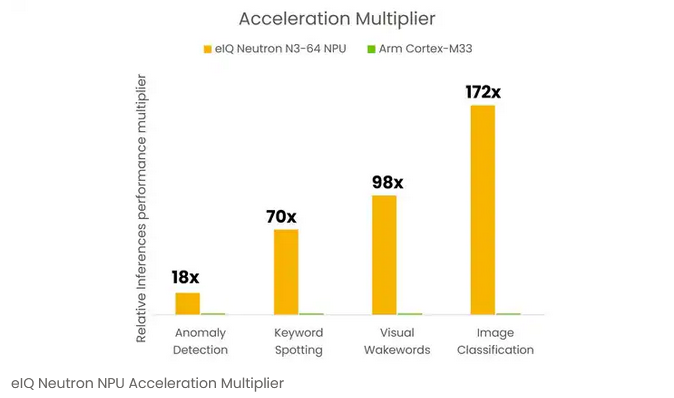 Acceleration Multiplier
eIQ Neutron N3-64 NPU
Arm Cortex-M33
Relative Inferences performance multiplier
18x
70x
98x
172x
Anomaly
Detection
Keyword
Spotting
Visual
Wakewords
Image
Classification
eIQ Neutron NPU Acceleration Multiplier